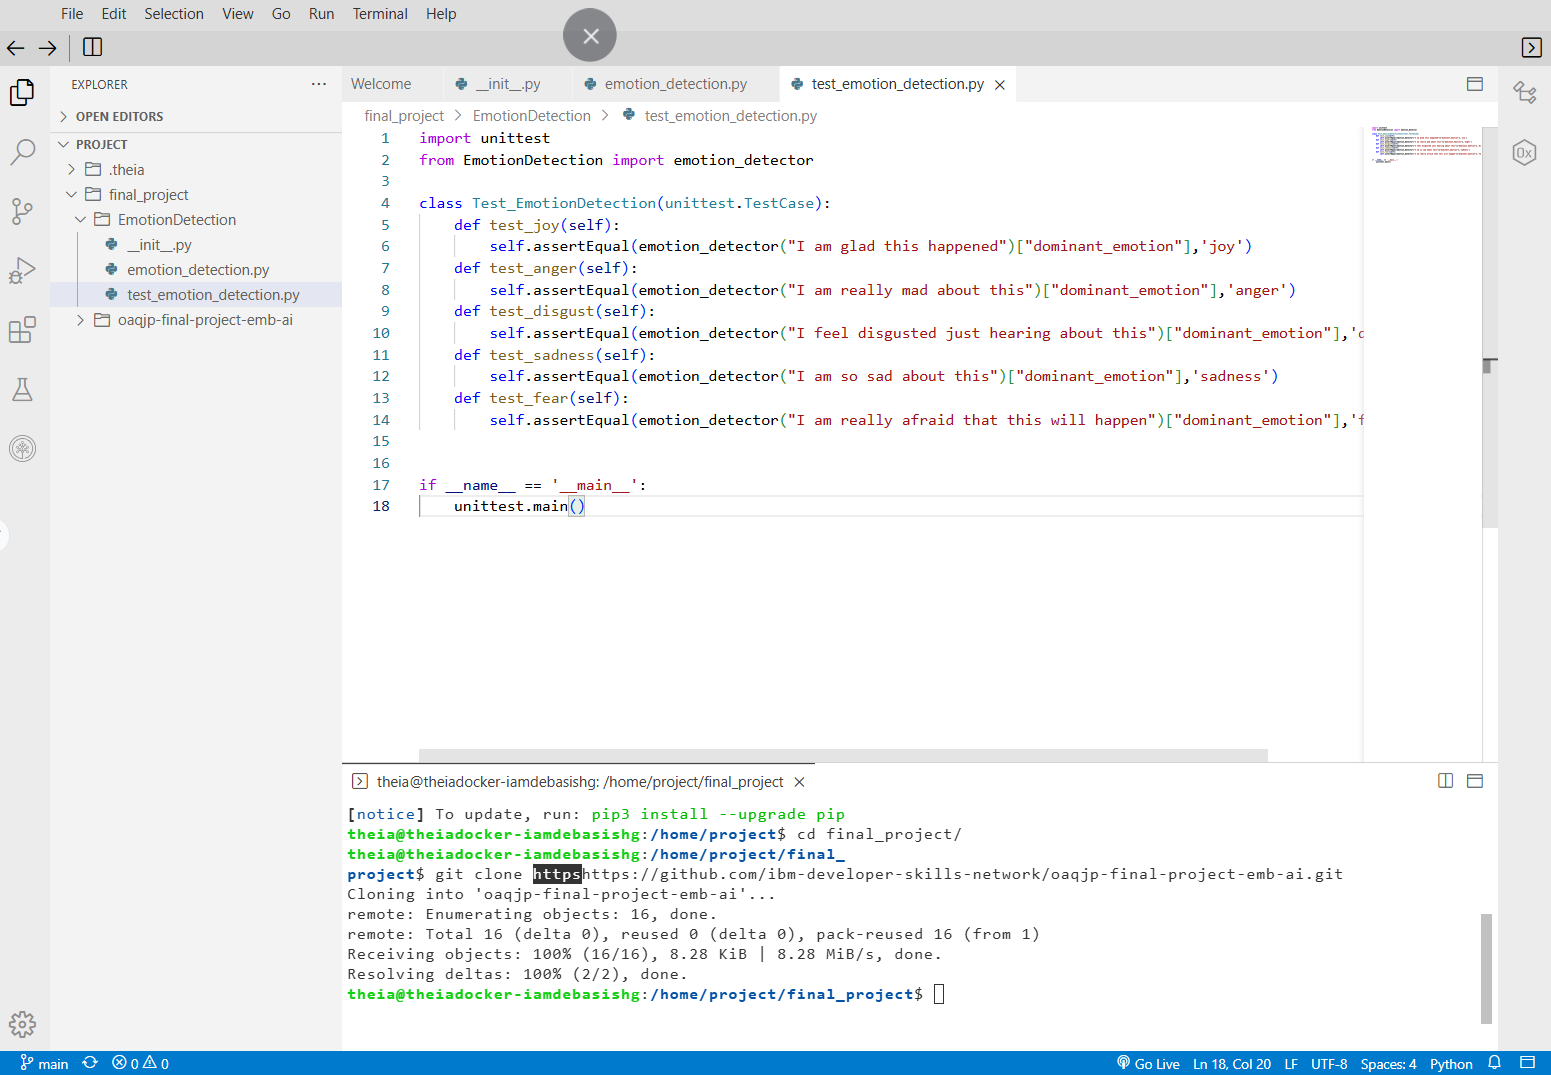 File Edit Selection View Go Run Terminal Help
EXPLORER
OPEN EDITORS
PROJECT
.theia
final_project
EmotionDetection
__init__.py
emotion_detection.py
test_emotion_detection.py
oaqjp-final-project-emb-ai
Welcome __init__.py emotion_detection.py test_emotion_detection.py
final_project > EmotionDetection > test_emotion_detection.py
1 import unittest
2 from EmotionDetection import emotion_detector
3
4 class Test_EmotionDetection(unittest.TestCase):
5 def test_joy(self):
6 self.assertEqual(emotion_detector("I am glad this happened")["dominant_emotion"],'joy')
7 def test_anger(self):
8 self.assertEqual(emotion_detector("I am really mad about this")["dominant_emotion"],'anger')
9 def test_disgust(self):
10 self.assertEqual(emotion_detector("I feel disgusted just hearing about this")["dominant_emotion"],'d
11 def test_sadness(self):
12 self.assertEqual(emotion_detector("I am so sad about this")["dominant_emotion"],'sadness')
13 def test_fear(self):
14 self.assertEqual(emotion_detector("I am really afraid that this will happen")["dominant_emotion"],'f
15
16
17 if __name__ == '__main__':
18 unittest.main()
0x
theia@theiadocker-iamdebasishg: /home/project/final_project
[notice] To update, run: pip3 install --upgrade pip
theia@theiadocker-iamdebasishg:/home/project$ cd final_project/
theia@theiadocker-iamdebasishg:/home/project/final_
project$ git clone httpshttps://github.com/ibm-developer-skills-network/oaqjp-final-project-emb-ai.git
Cloning into 'oaqjp-final-project-emb-ai'...
remote: Enumerating objects: 16, done.
remote: Total 16 (delta 0), reused 0 (delta 0), pack-reused 16 (from 1)
Receiving objects: 100% (16/16), 8.28 KiB | 8.28 MiB/s, done.
Resolving deltas: 100% (2/2), done.
theia@theiadocker-iamdebasishg:/home/project/final_project$
main 0 0 Go Live Ln 18, Col 20 LF UTF-8 Spaces: 4 Python